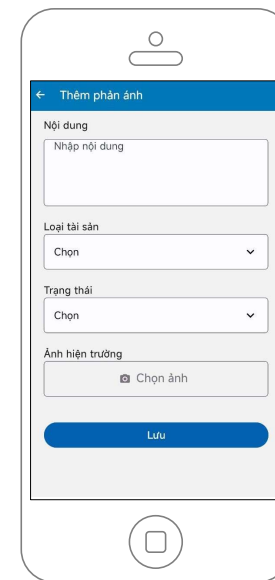 Thêm phản ánh
Nội dung
Nhập nội dung
Loại tài sản
Chọn
Trạng thái
Chọn
Ảnh hiện trường
Chọn ảnh
Lưu